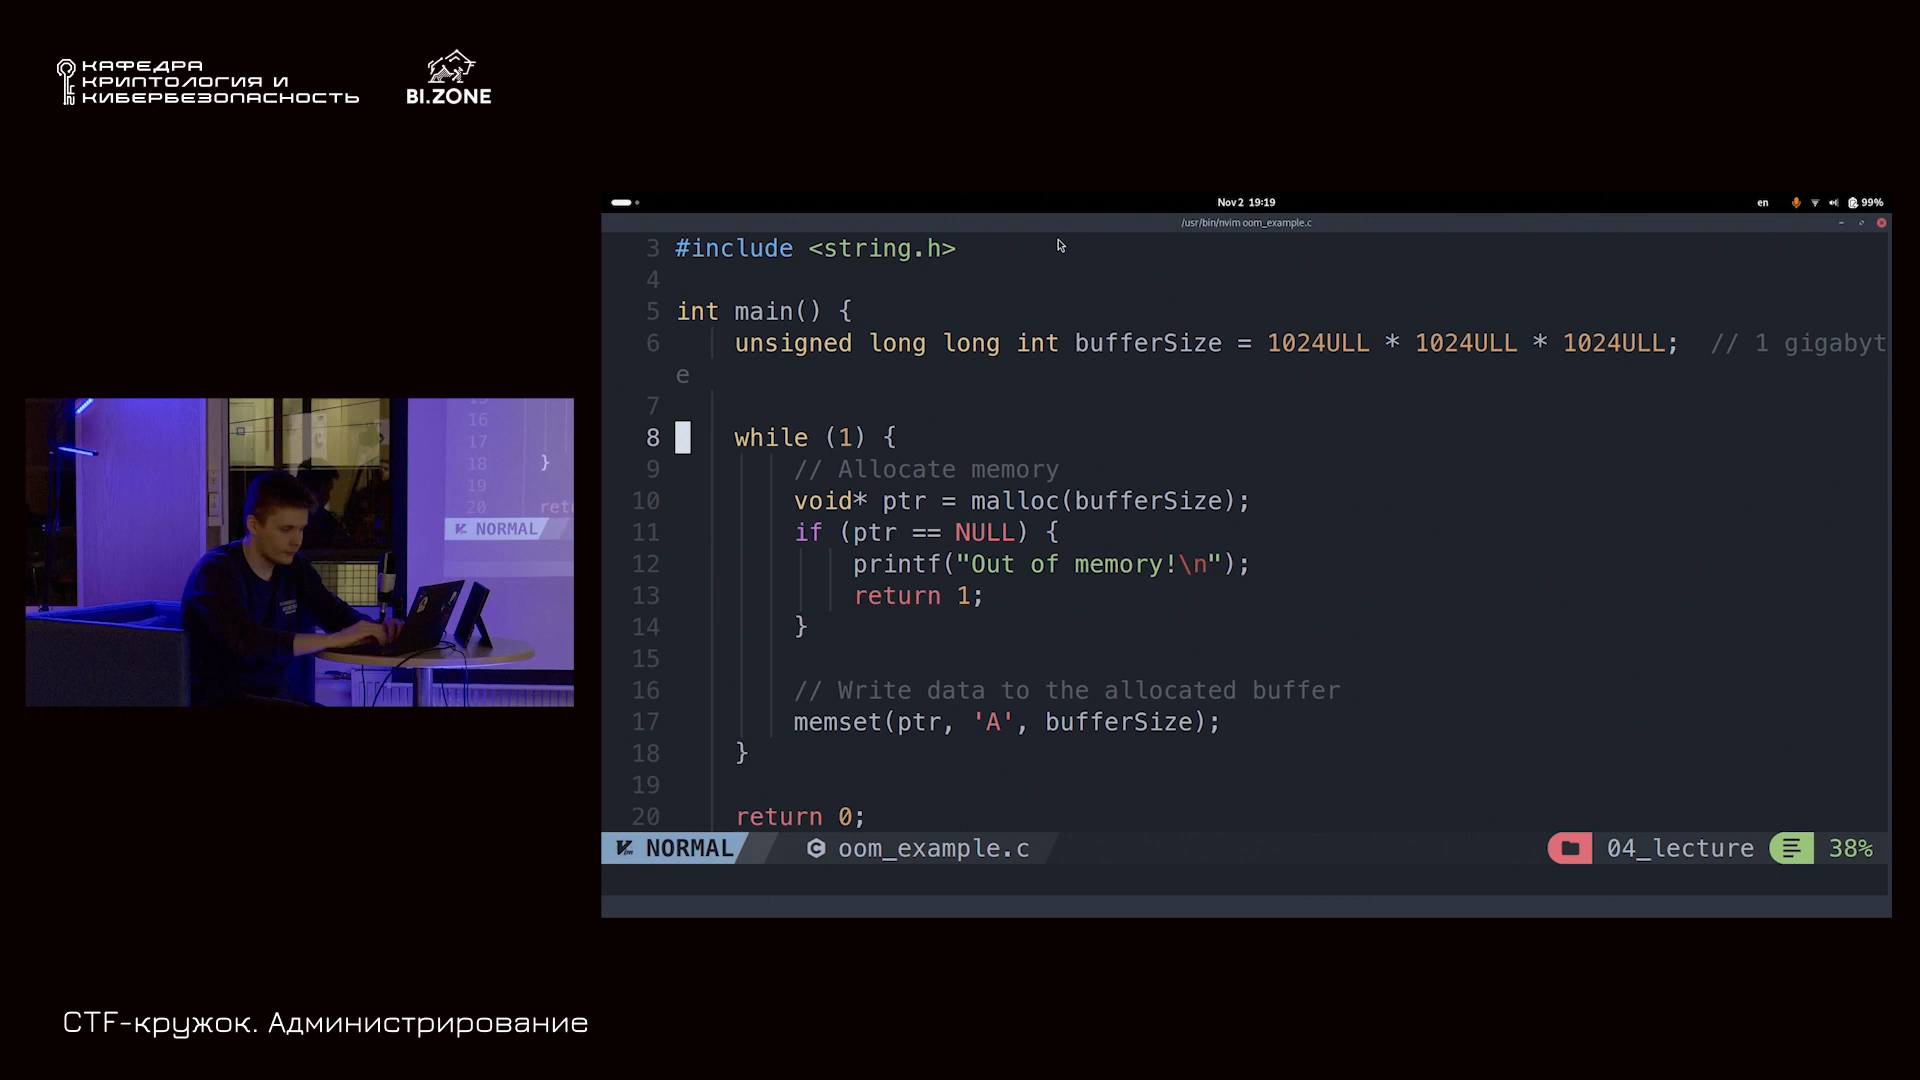 КАФЕДРА
КРИПТОЛОГИЯ И
КИБЕРБЕЗОПАСНОСТЬ
BI.ZONE
Nov 2 19:19
en
99%
/usr/bin/nvim oom_example.c
3 #include <string.h>
4
5 int main() {
6 unsigned long long int bufferSize = 1024ULL * 1024ULL * 1024ULL; // 1 gigabyt
e
7
8 while (1) {
9 // Allocate memory
10 void* ptr = malloc(bufferSize);
11 if (ptr == NULL) {
12 printf("Out of memory!\n");
13 return 1;
14 }
15
16 // Write data to the allocated buffer
17 memset(ptr, 'A', bufferSize);
18 }
19
20 return 0;
NORMAL oom_example.c 04_lecture 38%
16
17
18 }
19
20 retu
NORMAL
CTF-кружок. Администрирование